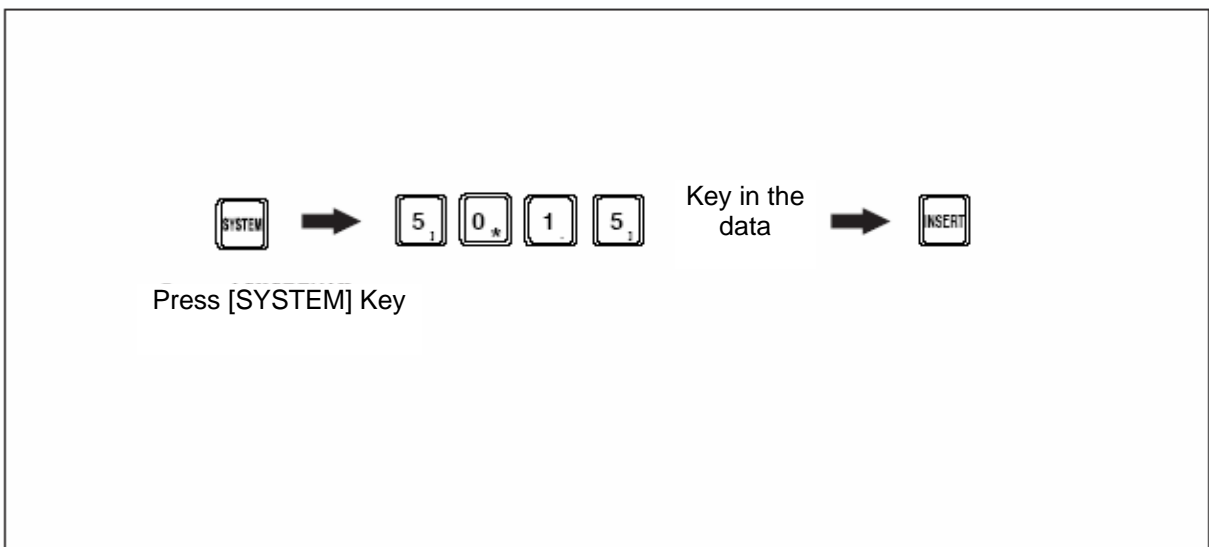 SYSTEM
5 0 * 1 5
Key in the
data
INSERT
Press [SYSTEM] Key